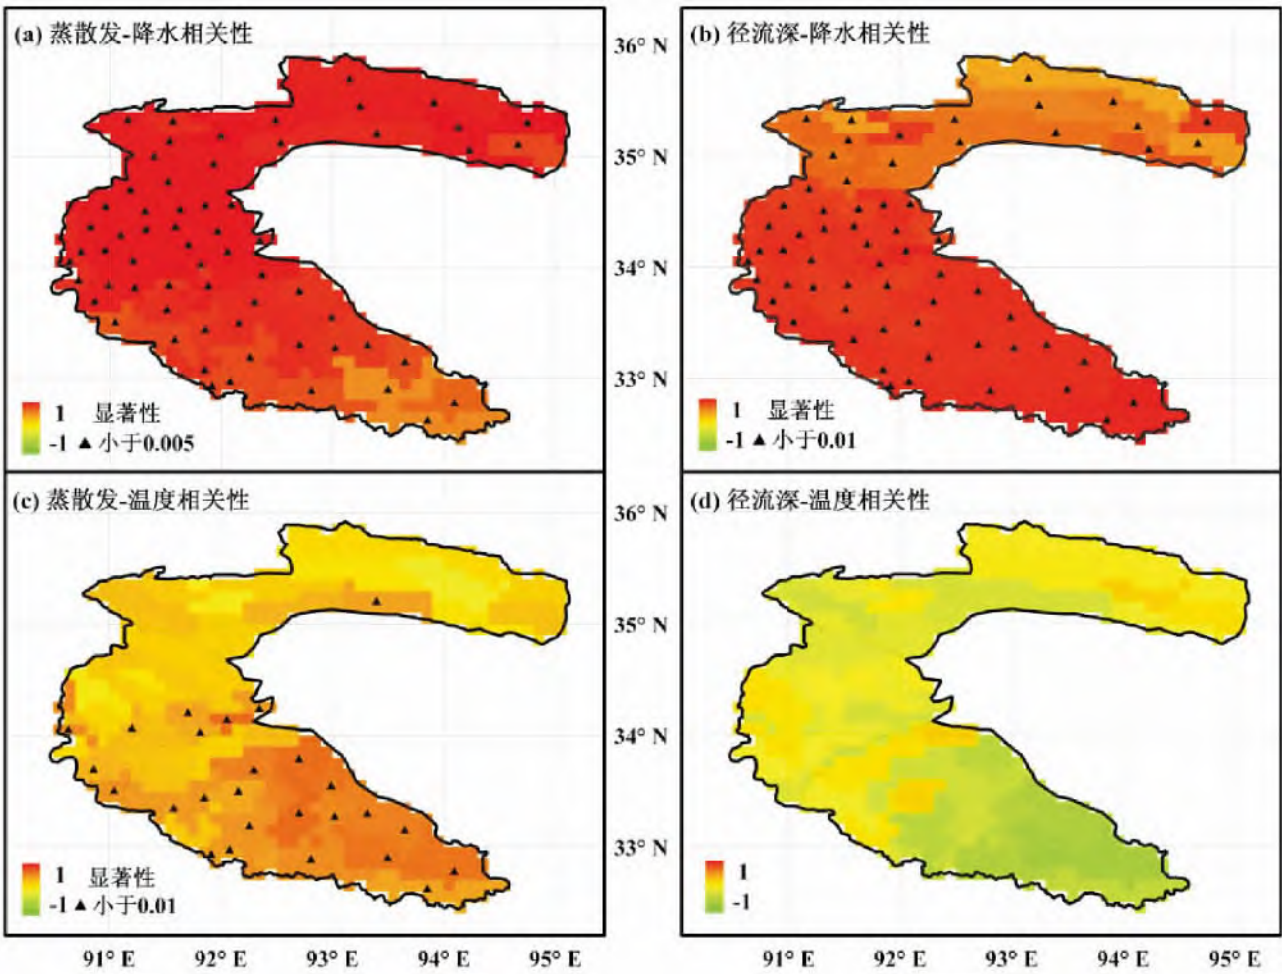 (a) 蒸散发-降水相关性
(b) 径流深-降水相关性
36° N
35° N
34° N
33° N
1 显著性
-1 ▲ 小于0.005
1 显著性
-1 ▲ 小于0.01
(c) 蒸散发-温度相关性
(d) 径流深-温度相关性
36° N
35° N
34° N
33° N
1 显著性
-1 ▲ 小于0.01
1
-1
91° E 92° E 93° E 94° E 95° E
91° E 92° E 93° E 94° E 95° E